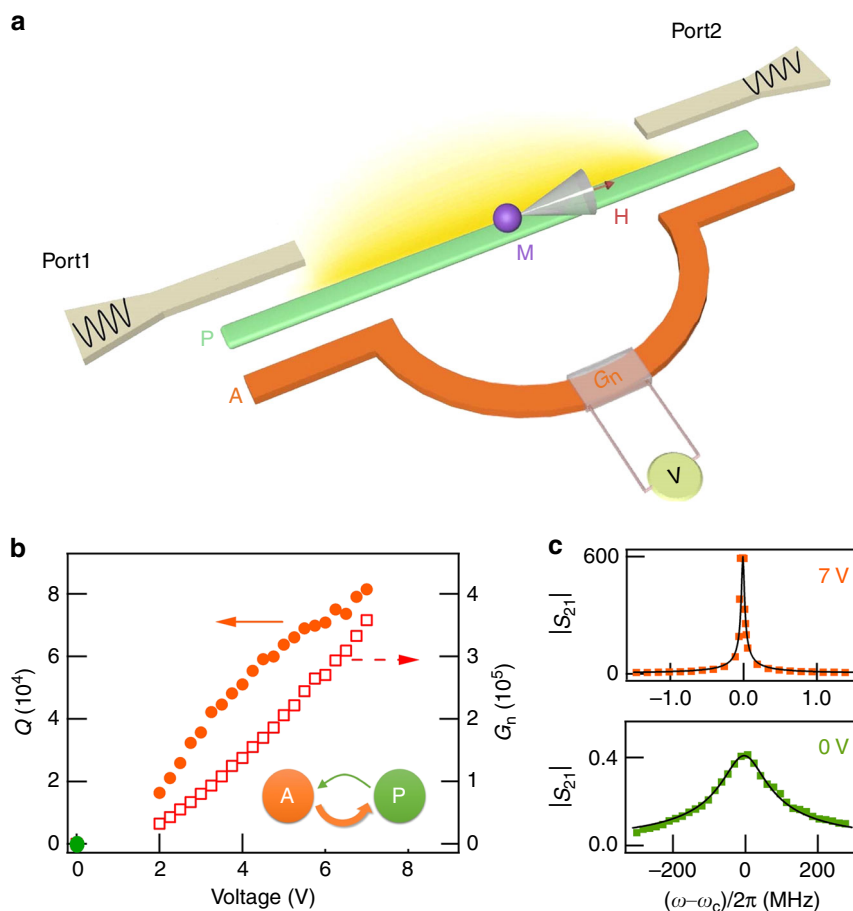 a
Port2
H
M
Port1
P
A
Gn
V
b
Q (10⁴)
8
6
4
2
0
4
3
2
1
0
Gn (10⁵)
A
P
0 2 4 6 8
Voltage (V)
c
|S21|
600
0
7 V
−1.0 0.0 1.0
|S21|
0.4
0.0
0 V
−200 0 200
(ω−ωc)/2π (MHz)